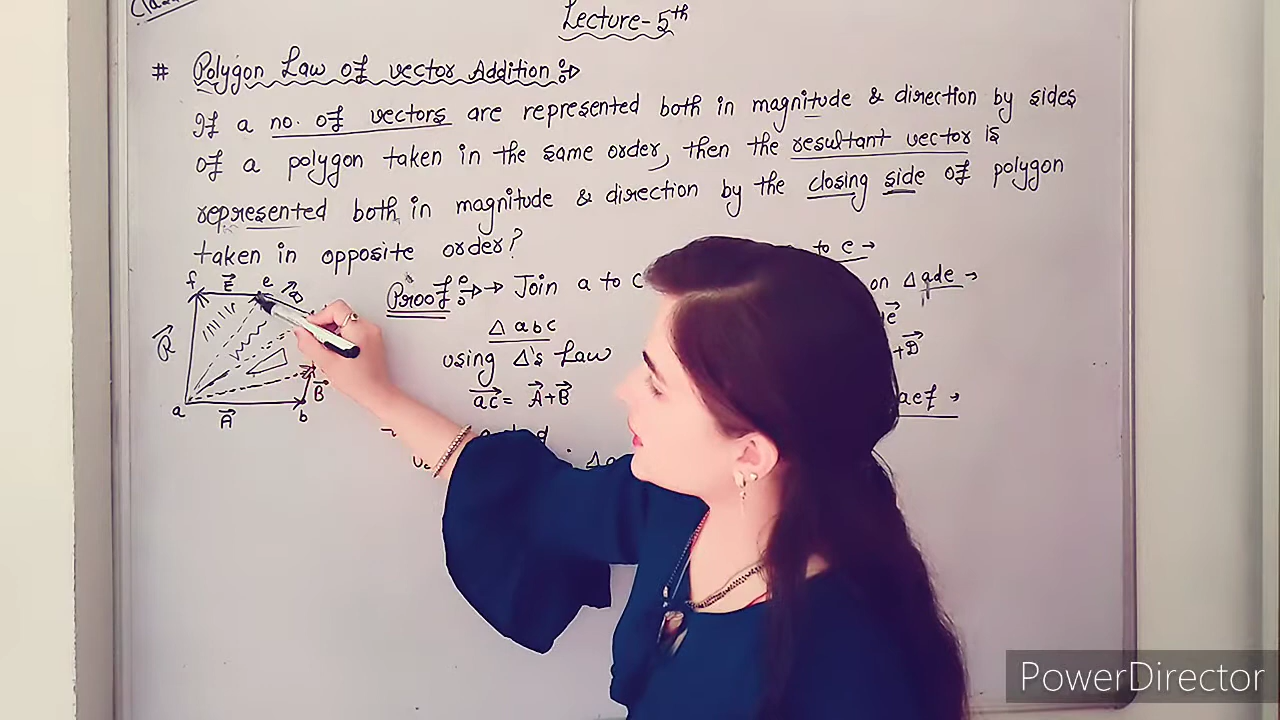 Lecture-5th
# Polygon Law of vector Addition :→
If a no. of vectors are represented both in magnitude & direction by sides
of a polygon taken in the same order, then the resultant vector is
represented both in magnitude & direction by the closing side of polygon
taken in opposite order?
f E⃗ e D⃗
R⃗
a A⃗ b B⃗
Proof :→→ Join a to c
Δ abc
using Δ's Law
ac⃗ = A⃗+B⃗
to e →
on Δ ade →
+D⃗
aef →
PowerDirector